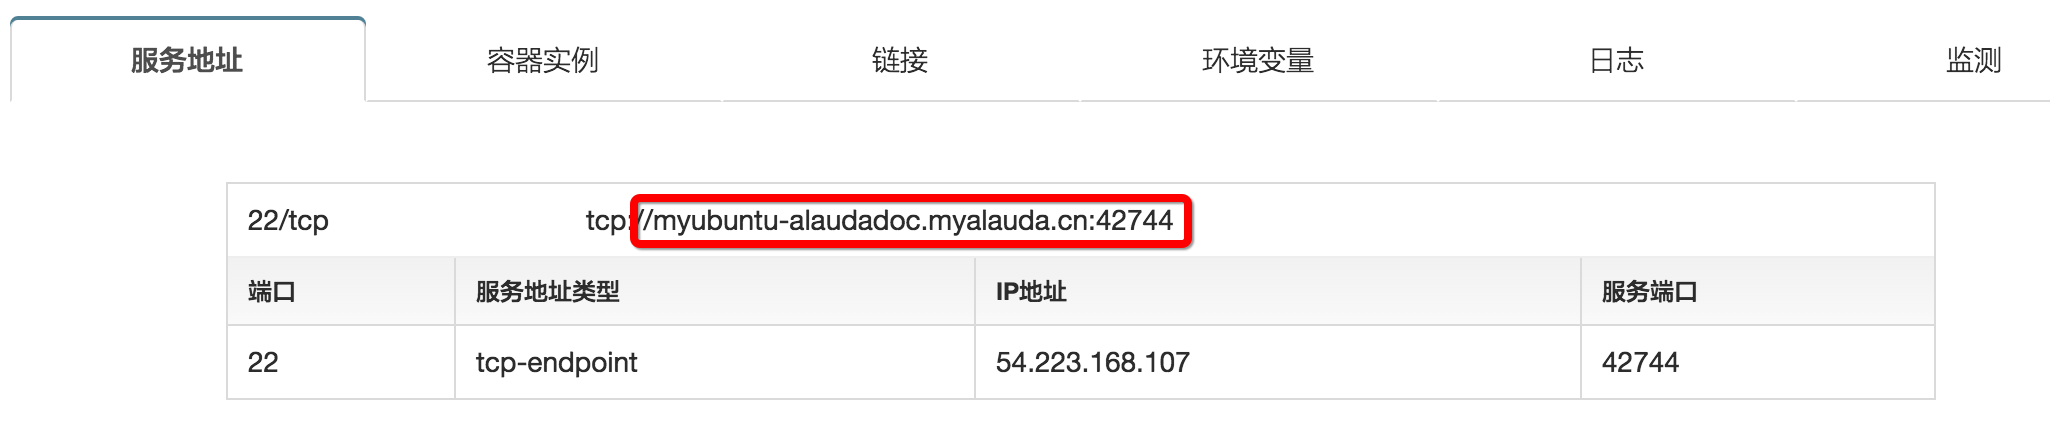 服务地址 容器实例 链接 环境变量 日志 监测
22/tcp tcp://myubuntu-alaudadoc.myalauda.cn:42744
端口 服务地址类型 IP地址 服务端口
22 tcp-endpoint 54.223.168.107 42744